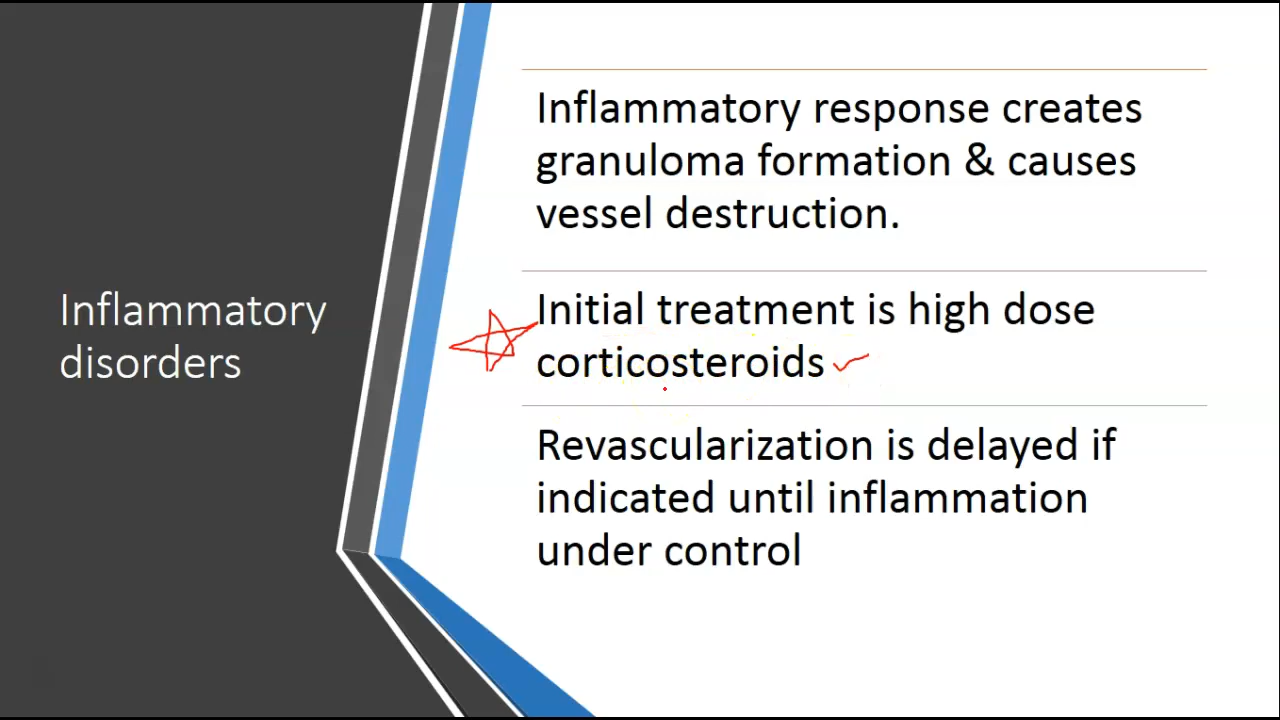 Inflammatory
disorders
Inflammatory response creates
granuloma formation & causes
vessel destruction.
Initial treatment is high dose
corticosteroids
Revascularization is delayed if
indicated until inflammation
under control